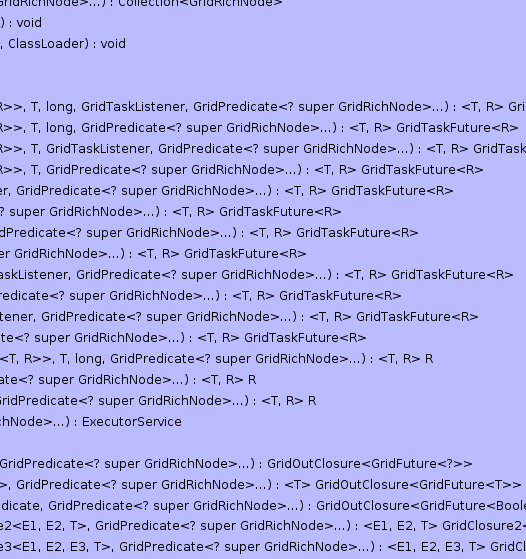 GridRichNode>...) : Collection<GridRichNode>
) : void
, ClassLoader) : void
R>>, T, long, GridTaskListener, GridPredicate<? super GridRichNode>...) : <T, R> Gri
R>>, T, long, GridPredicate<? super GridRichNode>...) : <T, R> GridTaskFuture<R>
R>>, T, GridTaskListener, GridPredicate<? super GridRichNode>...) : <T, R> GridTask
R>>, T, GridPredicate<? super GridRichNode>...) : <T, R> GridTaskFuture<R>
er, GridPredicate<? super GridRichNode>...) : <T, R> GridTaskFuture<R>
? super GridRichNode>...) : <T, R> GridTaskFuture<R>
dPredicate<? super GridRichNode>...) : <T, R> GridTaskFuture<R>
er GridRichNode>...) : <T, R> GridTaskFuture<R>
askListener, GridPredicate<? super GridRichNode>...) : <T, R> GridTaskFuture<R>
redicate<? super GridRichNode>...) : <T, R> GridTaskFuture<R>
tener, GridPredicate<? super GridRichNode>...) : <T, R> GridTaskFuture<R>
te<? super GridRichNode>...) : <T, R> GridTaskFuture<R>
<T, R>>, T, long, GridPredicate<? super GridRichNode>...) : <T, R> R
ate<? super GridRichNode>...) : <T, R> R
GridPredicate<? super GridRichNode>...) : <T, R> R
chNode>...) : ExecutorService
GridPredicate<? super GridRichNode>...) : GridOutClosure<GridFuture<?>>
>, GridPredicate<? super GridRichNode>...) : <T> GridOutClosure<GridFuture<T>>
dicate, GridPredicate<? super GridRichNode>...) : GridOutClosure<GridFuture<Boole
e2<E1, E2, T>, GridPredicate<? super GridRichNode>...) : <E1, E2, T> GridClosure2<
e3<E1, E2, E3, T>, GridPredicate<? super GridRichNode>...) : <E1, E2, E3, T> GridC